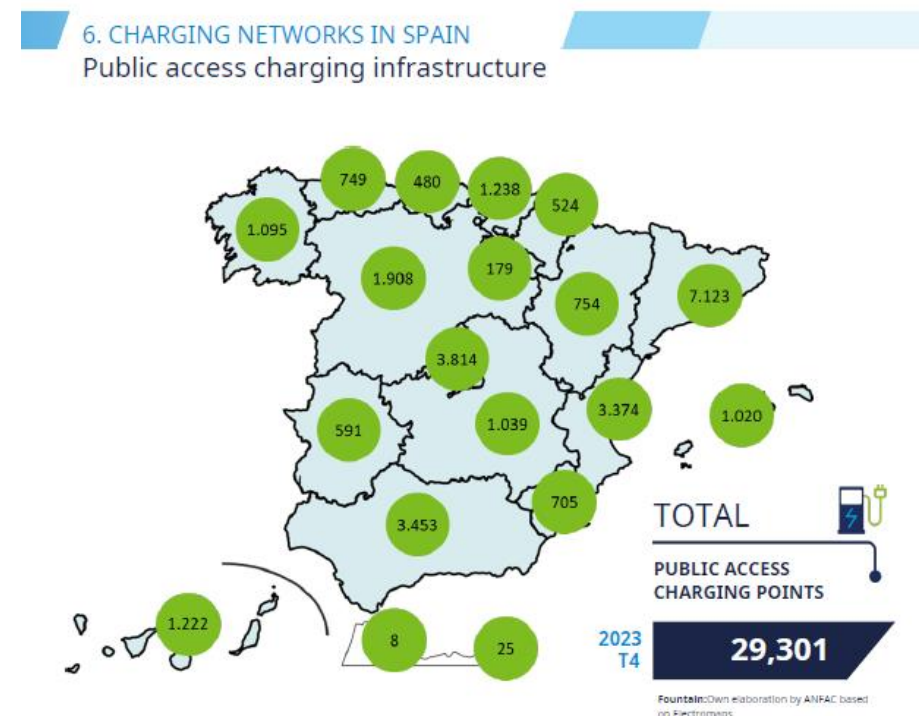 6. CHARGING NETWORKS IN SPAIN
Public access charging infrastructure
749
480
1.238
524
1.095
1.908
179
754
7.123
3.814
591
1.039
3.374
1.020
705
3.453
1.222
8
25
TOTAL
PUBLIC ACCESS
CHARGING POINTS
2023
T4
29,301
Fountain:Own elaboration by ANFAC based
on Electromaps